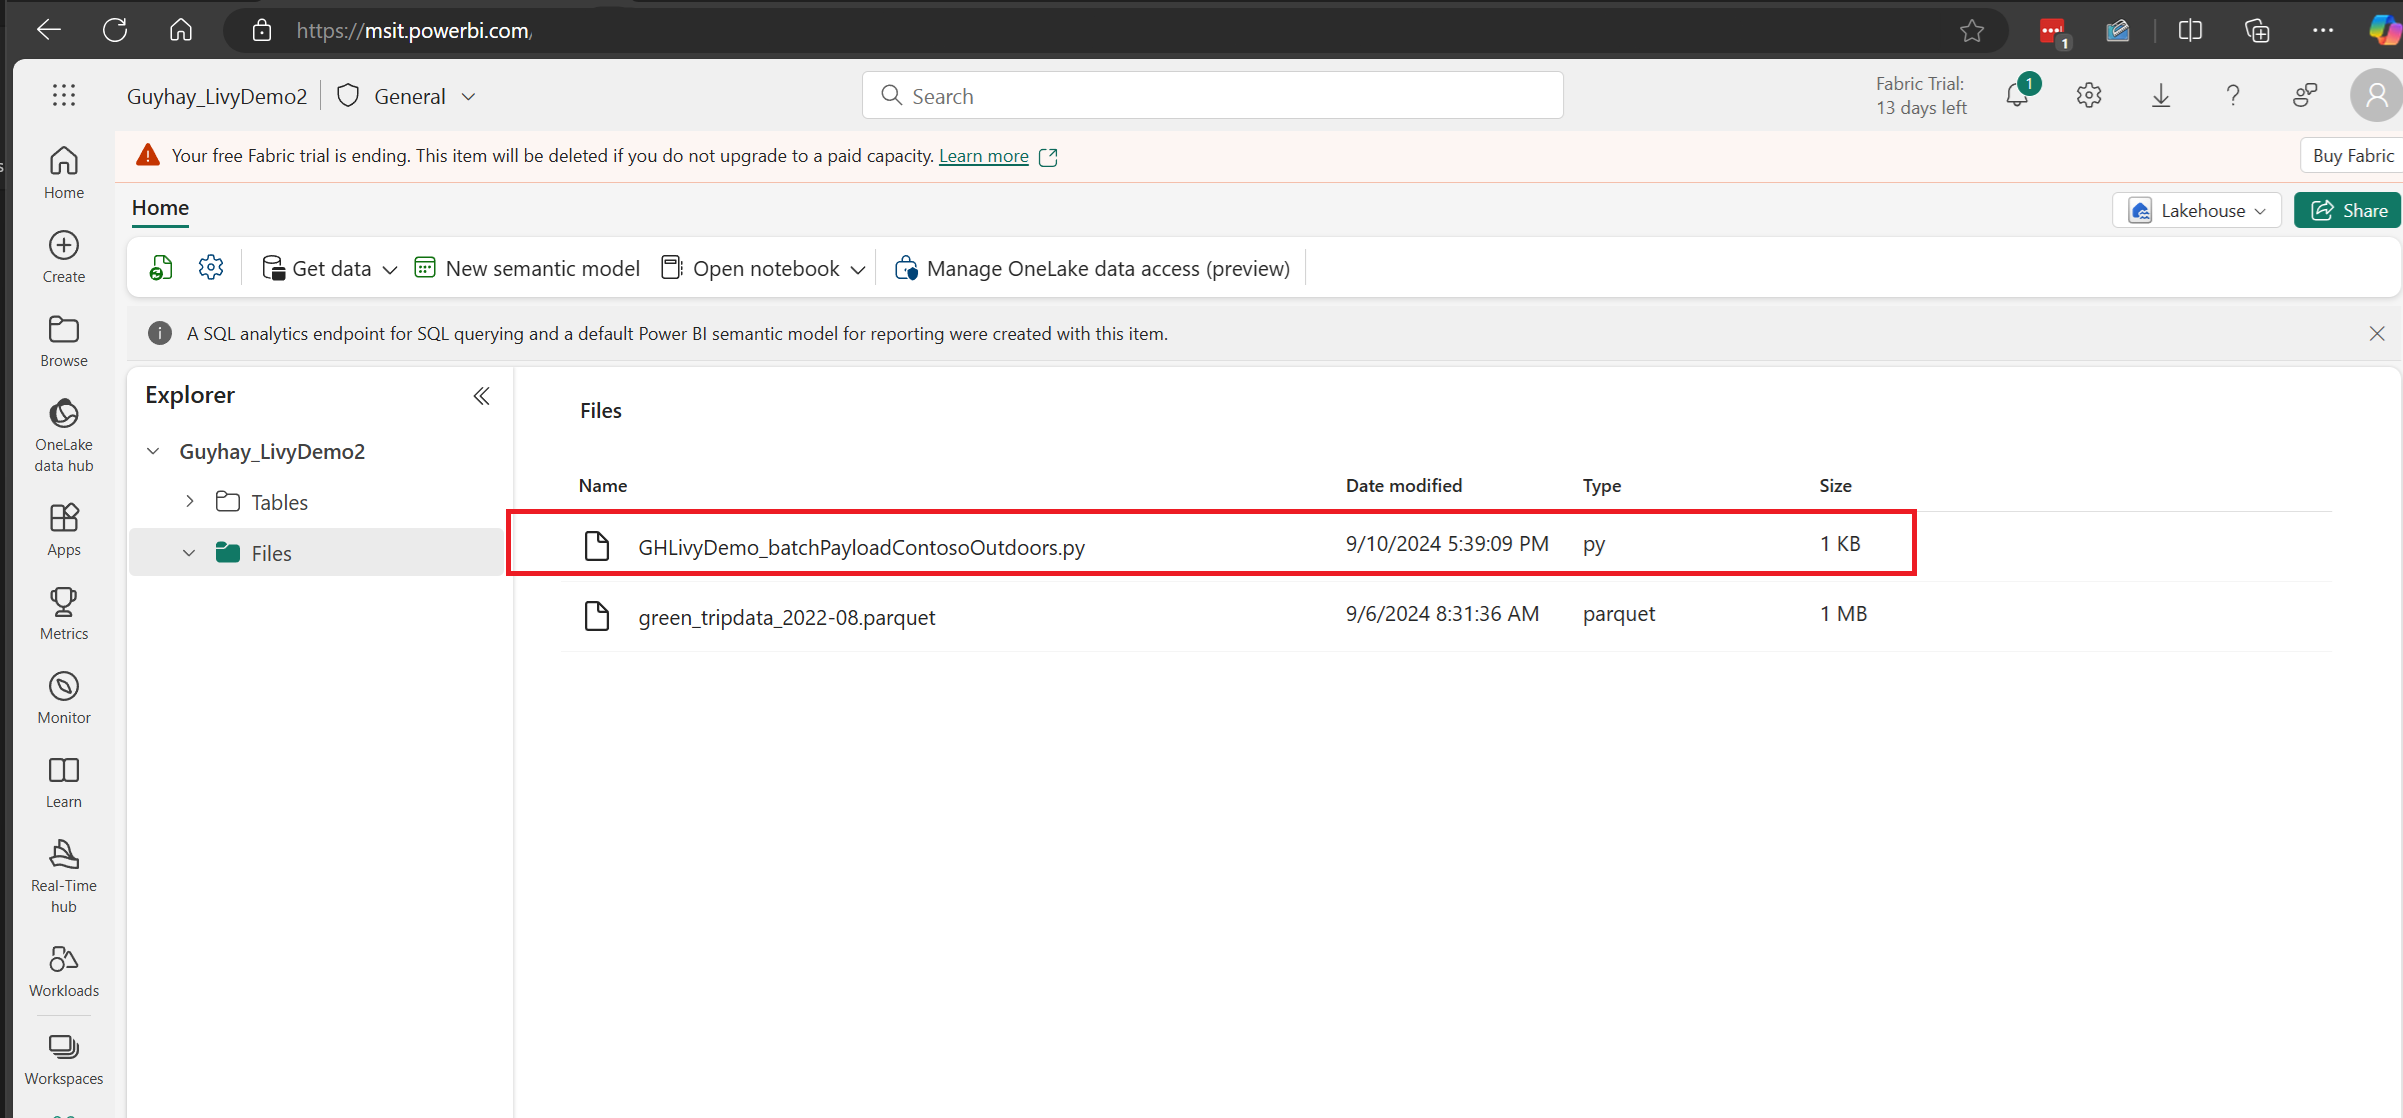 https://msit.powerbi.com/
1
Guyhay_LivyDemo2
General
Search
Fabric Trial:
13 days left
1
Your free Fabric trial is ending. This item will be deleted if you do not upgrade to a paid capacity. Learn more
Buy Fabric
Home
Home
Lakehouse
Share
Create
Get data
New semantic model
Open notebook
Manage OneLake data access (preview)
Browse
A SQL analytics endpoint for SQL querying and a default Power BI semantic model for reporting were created with this item.
OneLake
data hub
Apps
Metrics
Monitor
Learn
Real-Time
hub
Workloads
Workspaces
Explorer
Guyhay_LivyDemo2
Tables
Files
Files
Name Date modified Type Size
GHLivyDemo_batchPayloadContosoOutdoors.py 9/10/2024 5:39:09 PM py 1 KB
green_tripdata_2022-08.parquet 9/6/2024 8:31:36 AM parquet 1 MB